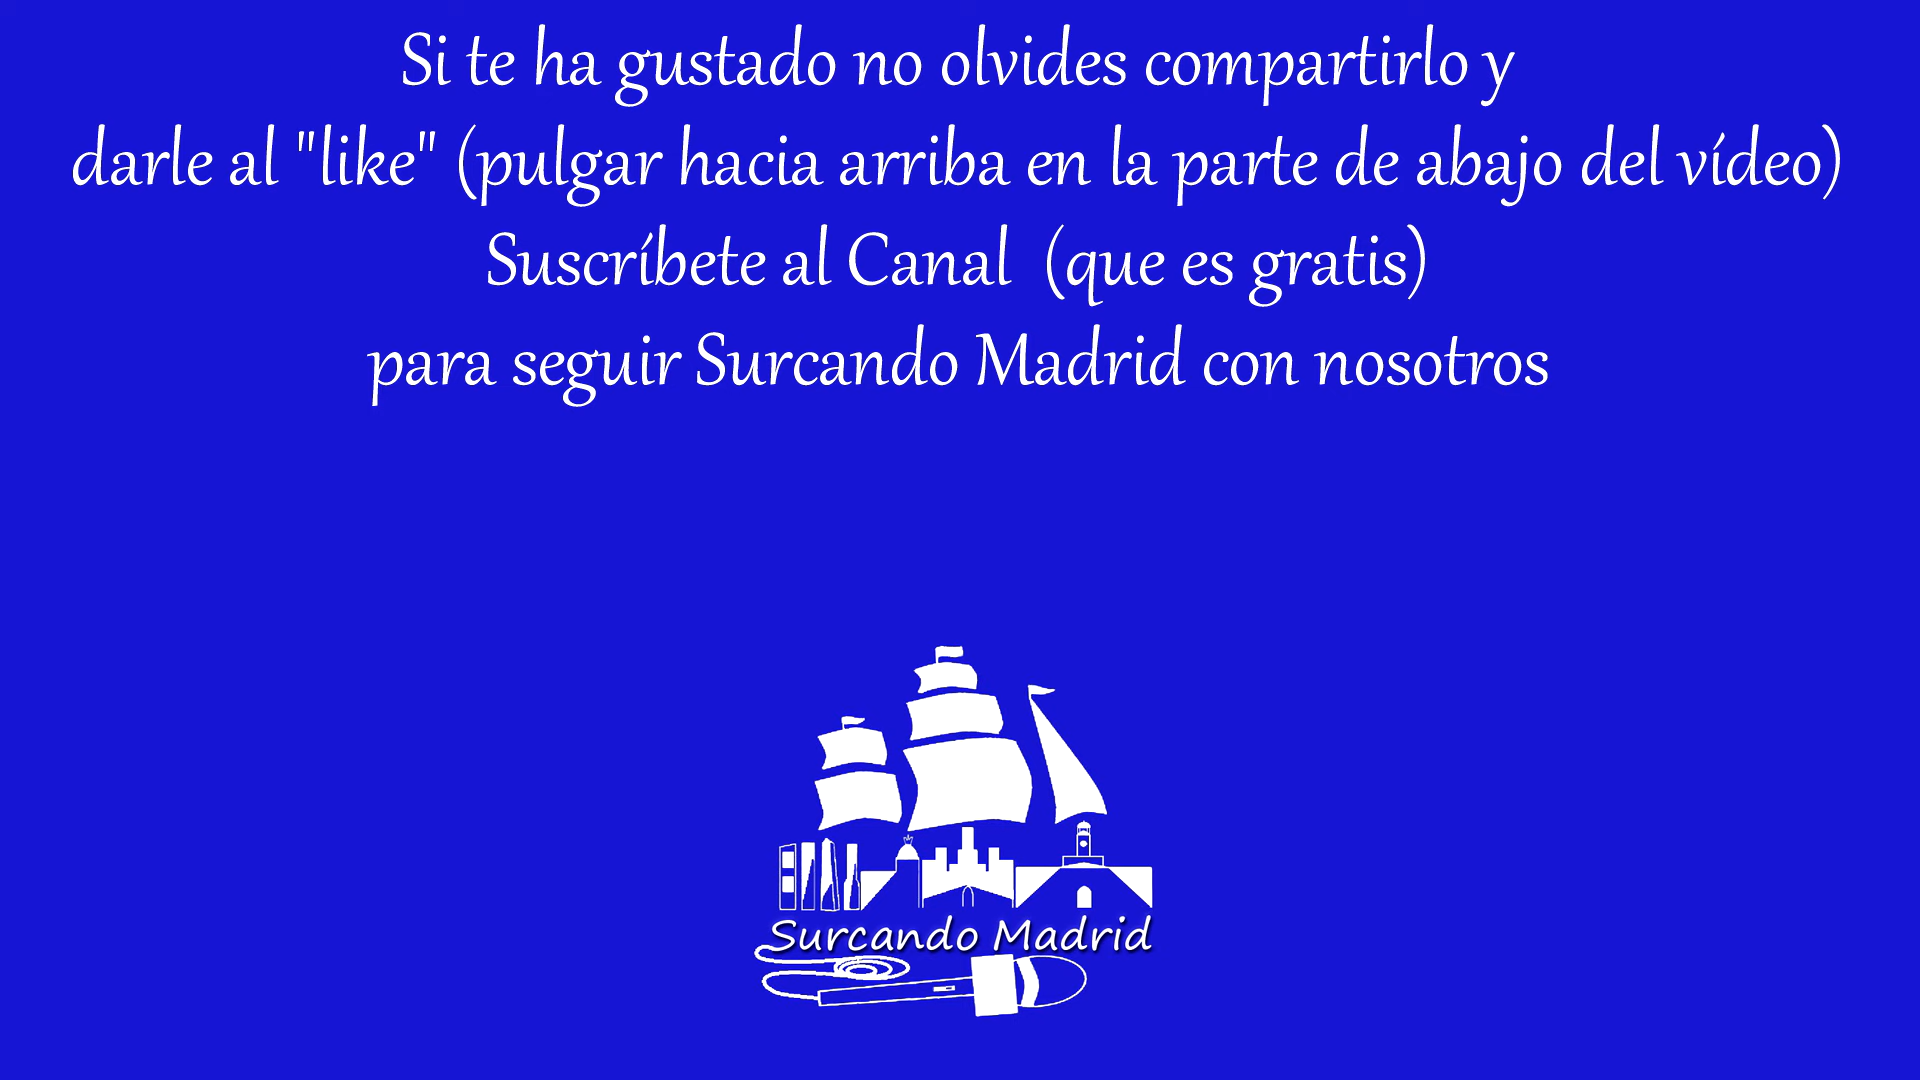 Si te ha gustado no olvides compartirlo y
darle al "like" (pulgar hacia arriba en la parte de abajo del vídeo)
Suscríbete al Canal (que es gratis)
para seguir Surcando Madrid con nosotros
Surcando Madrid